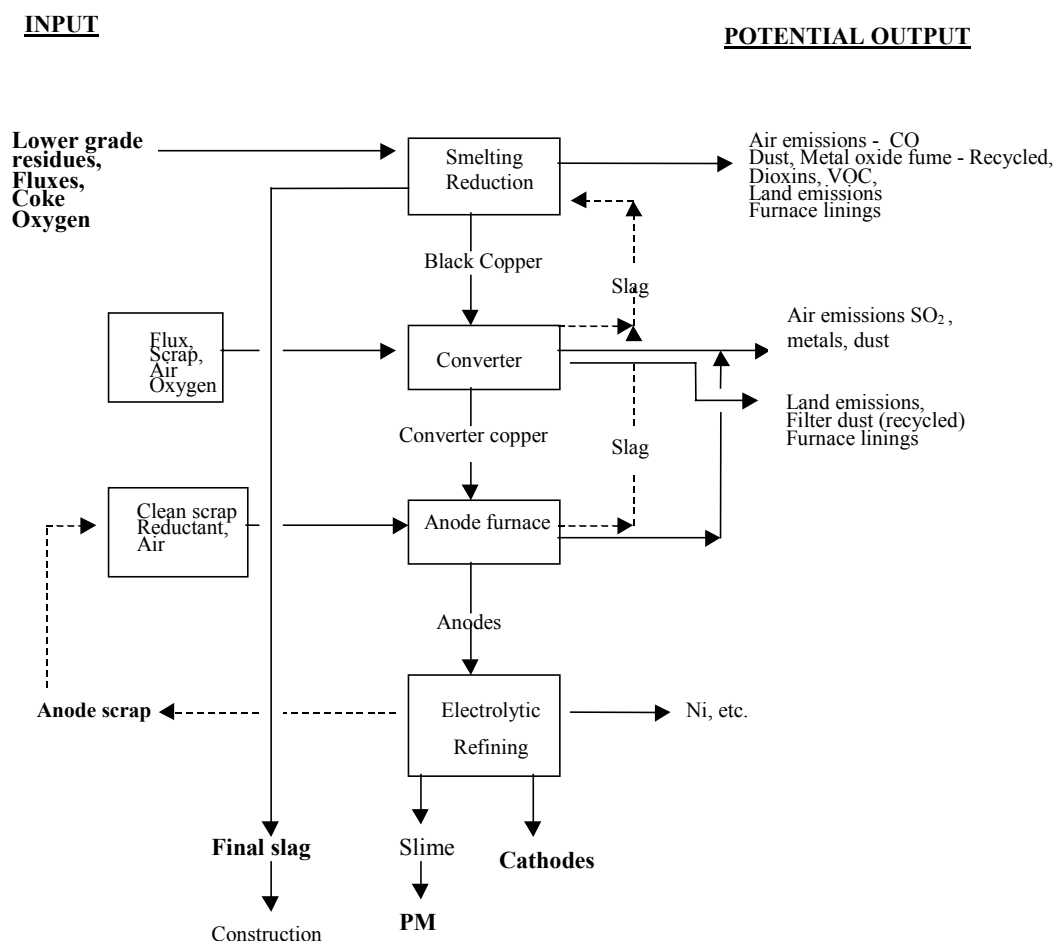 INPUT
POTENTIAL OUTPUT
Lower grade
residues,
Fluxes,
Coke
Oxygen
Smelting
Reduction
Air emissions - CO
Dust, Metal oxide fume - Recycled,
Dioxins, VOC,
Land emissions
Furnace linings
Black Copper
Slag
Flux,
Scrap,
Air
Oxygen
Converter
Air emissions SO₂ ,
metals, dust
Land emissions,
Filter dust (recycled)
Furnace linings
Converter copper
Slag
Clean scrap
Reductant,
Air
Anode furnace
Anodes
Anode scrap
Electrolytic
Refining
Ni, etc.
Final slag
Slime
Cathodes
Construction
PM